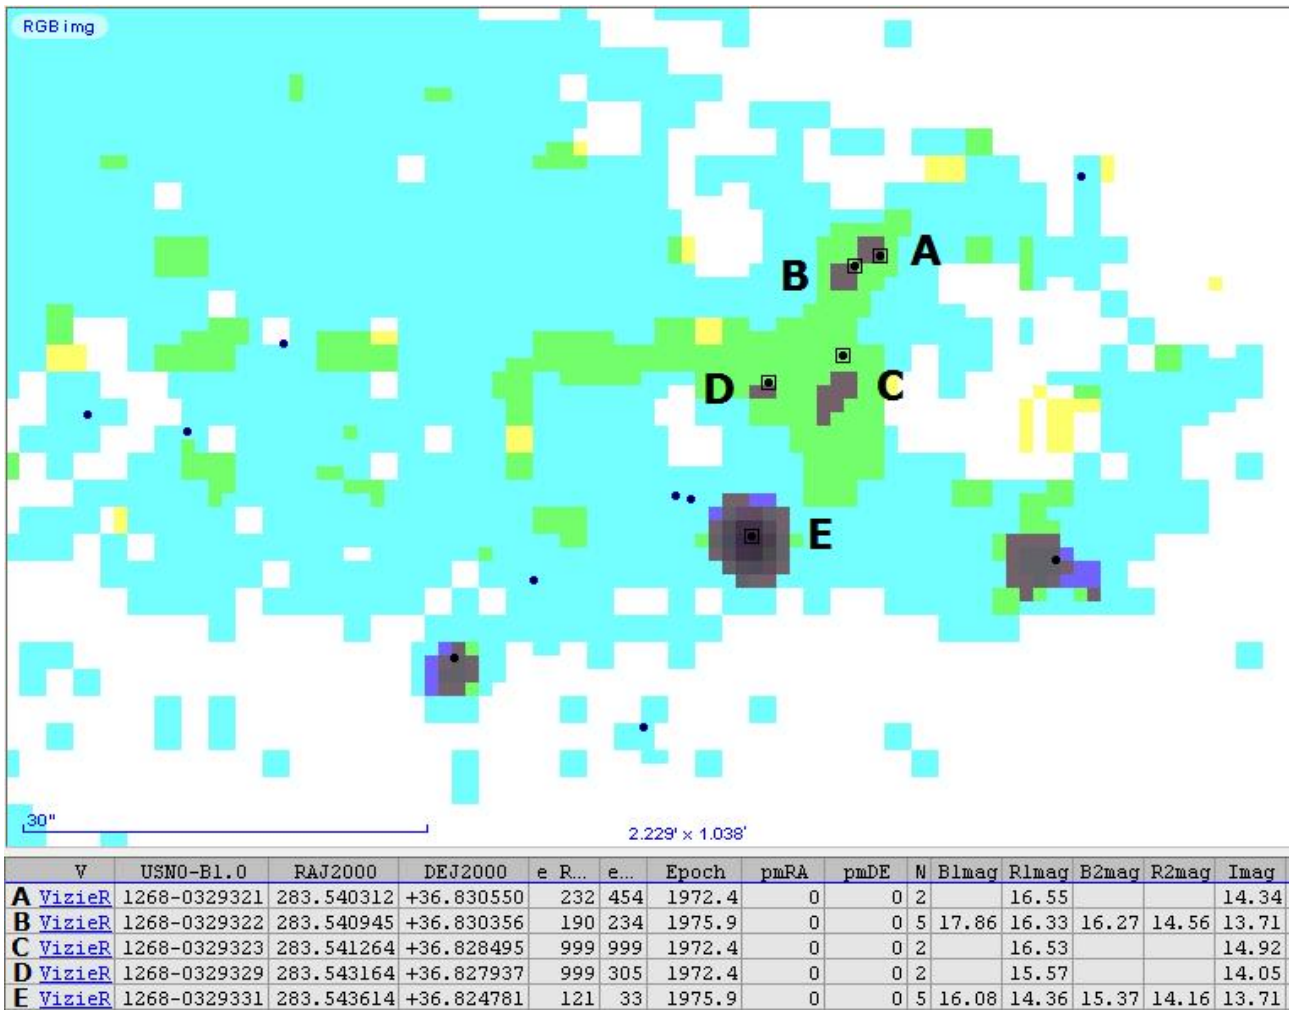 RGB img
A
B
D
C
E
30"
2.229' x 1.038'
V USNO-B1.0 RAJ2000 DEJ2000 e R... e... Epoch pmRA pmDE N B1mag R1mag B2mag R2mag Imag
A VizieR 1268-0329321 283.540312 +36.830550 232 454 1972.4 0 0 2 16.55 14.34
B VizieR 1268-0329322 283.540945 +36.830356 190 234 1975.9 0 0 5 17.86 16.33 16.27 14.56 13.71
C VizieR 1268-0329323 283.541264 +36.828495 999 999 1972.4 0 0 2 16.53 14.92
D VizieR 1268-0329329 283.543164 +36.827937 999 305 1972.4 0 0 2 15.57 14.05
E VizieR 1268-0329331 283.543614 +36.824781 121 33 1975.9 0 0 5 16.08 14.36 15.37 14.16 13.71